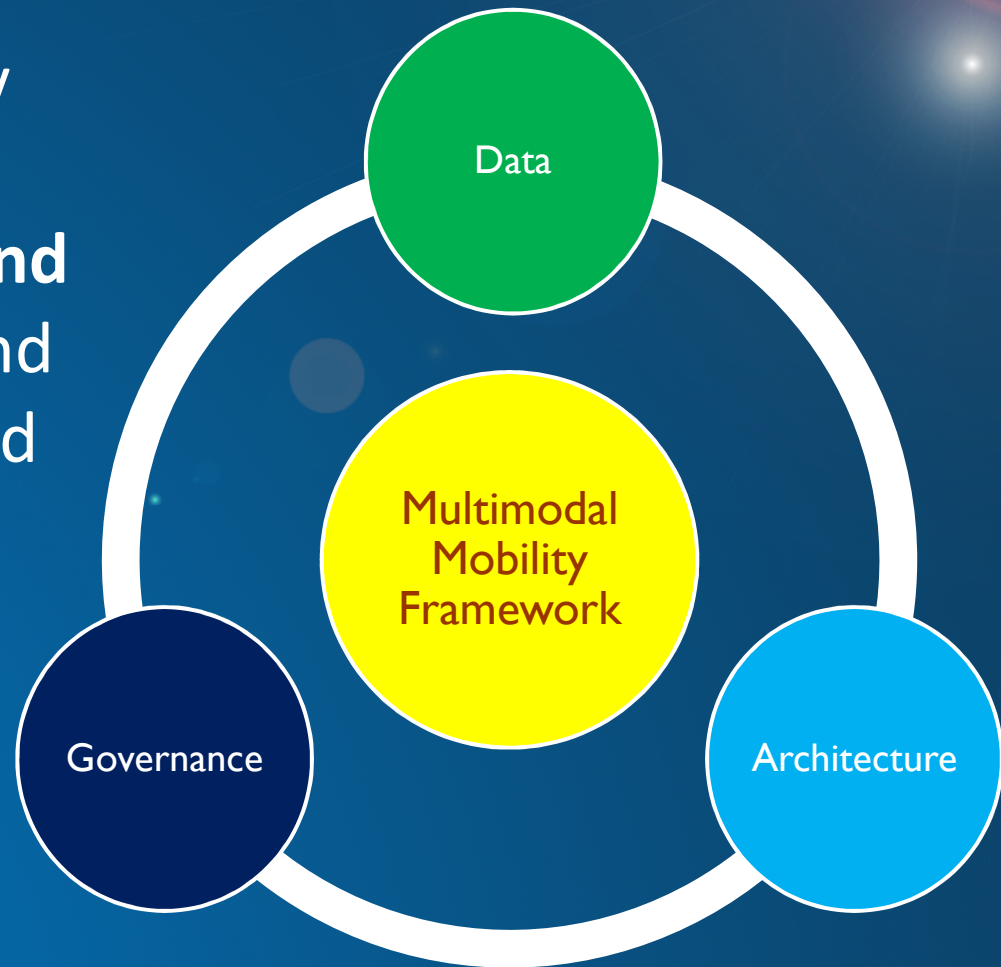 Data
Multimodal
Mobility
Framework
Governance
Architecture